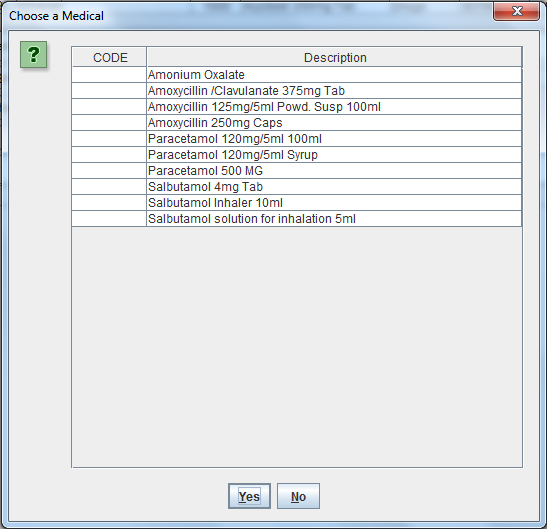 Choose a Medical
?
CODE Description
Amonium Oxalate
Amoxycillin /Clavulanate 375mg Tab
Amoxycillin 125mg/5ml Powd. Susp 100ml
Amoxycillin 250mg Caps
Paracetamol 120mg/5ml 100ml
Paracetamol 120mg/5ml Syrup
Paracetamol 500 MG
Salbutamol 4mg Tab
Salbutamol Inhaler 10ml
Salbutamol solution for inhalation 5ml
Yes No